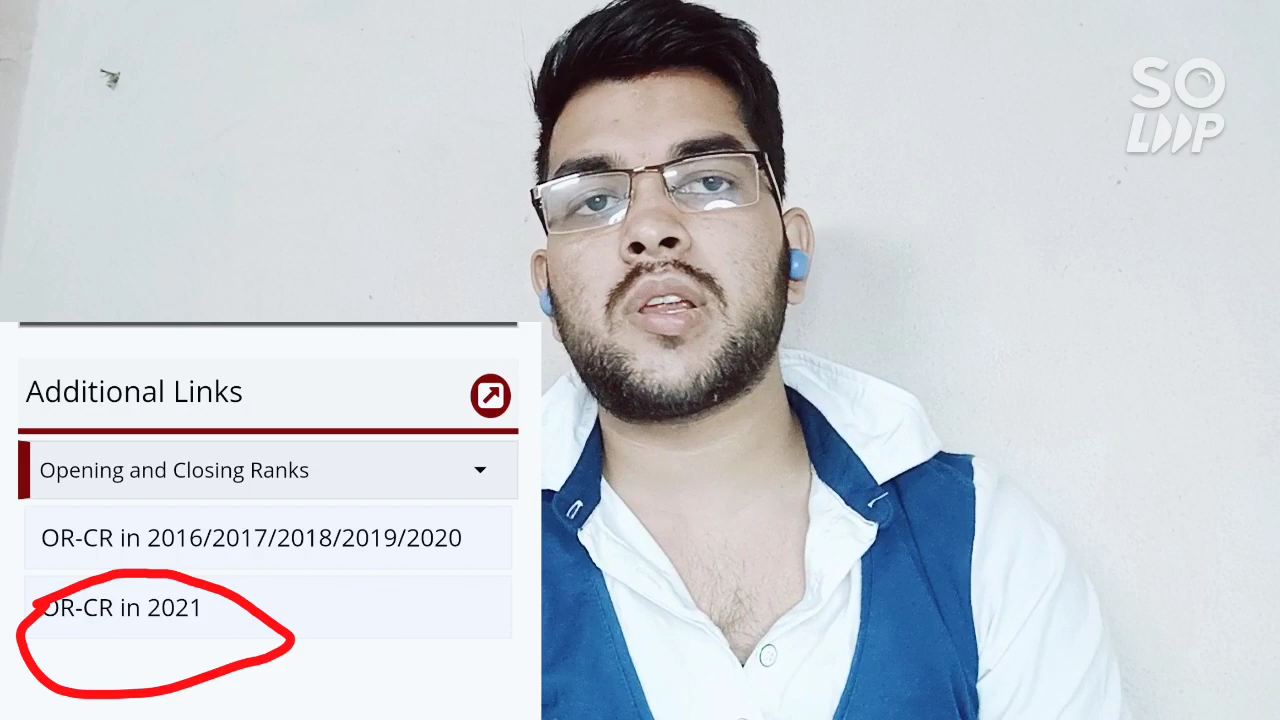 SO
LOOP
Additional Links
Opening and Closing Ranks
OR-CR in 2016/2017/2018/2019/2020
OR-CR in 2021